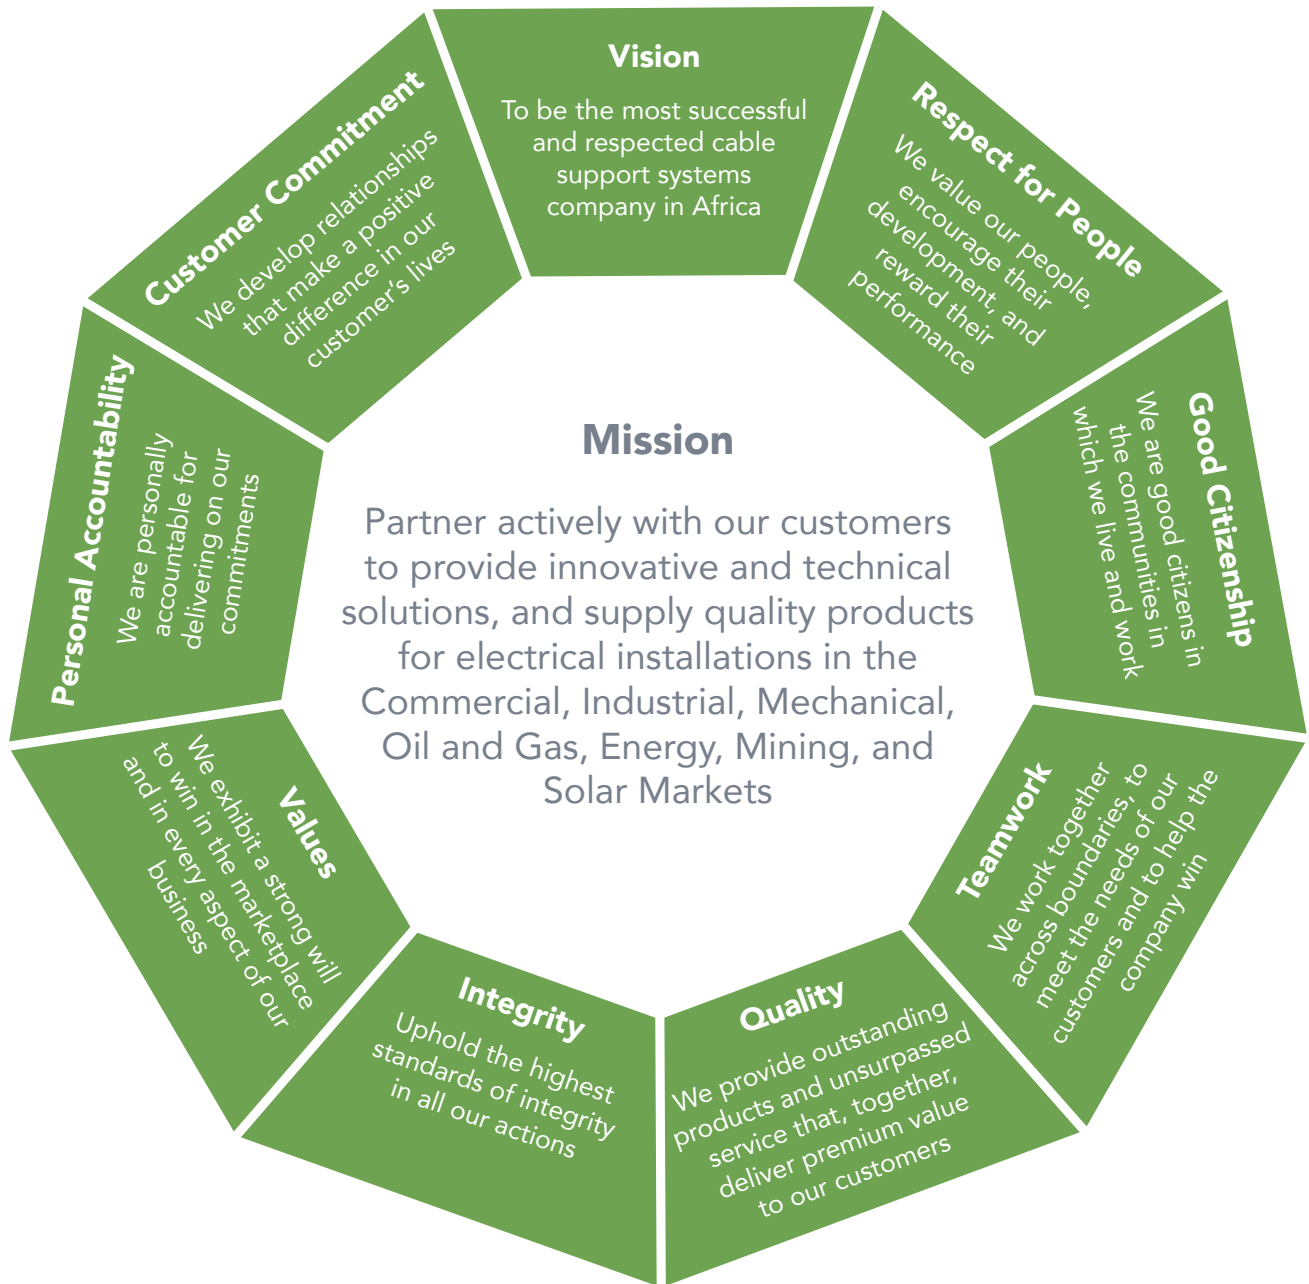 Vision
To be the most successful
and respected cable
support systems
company in Africa
Respect for People
We value our people,
encourage their
development, and
reward their
performance
Good Citizenship
We are good citizens in
the communities in
which we live and work
Teamwork
We work together
across boundaries, to
meet the needs of our
customers and to help the
company win
Quality
We provide outstanding
products and unsurpassed
service that, together,
deliver premium value
to our customers
Integrity
Uphold the highest
standards of integrity
in all our actions
Values
We exhibit a strong will
to win in the marketplace
and in every aspect of our
business
Personal Accountability
We are personally
accountable for
delivering on our
commitments
Customer Commitment
We develop relationships
that make a positive
difference in our
customer's lives
Mission
Partner actively with our customers
to provide innovative and technical
solutions, and supply quality products
for electrical installations in the
Commercial, Industrial, Mechanical,
Oil and Gas, Energy, Mining, and
Solar Markets